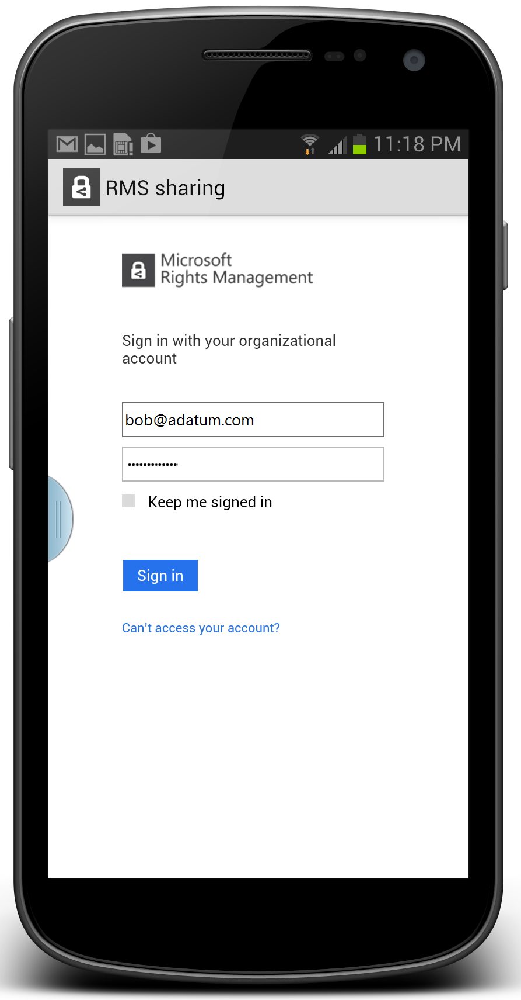 11:18 PM
RMS sharing
Microsoft
Rights Management
Sign in with your organizational
account
bob@adatum.com
•••••••••••••
Keep me signed in
Sign in
Can't access your account?